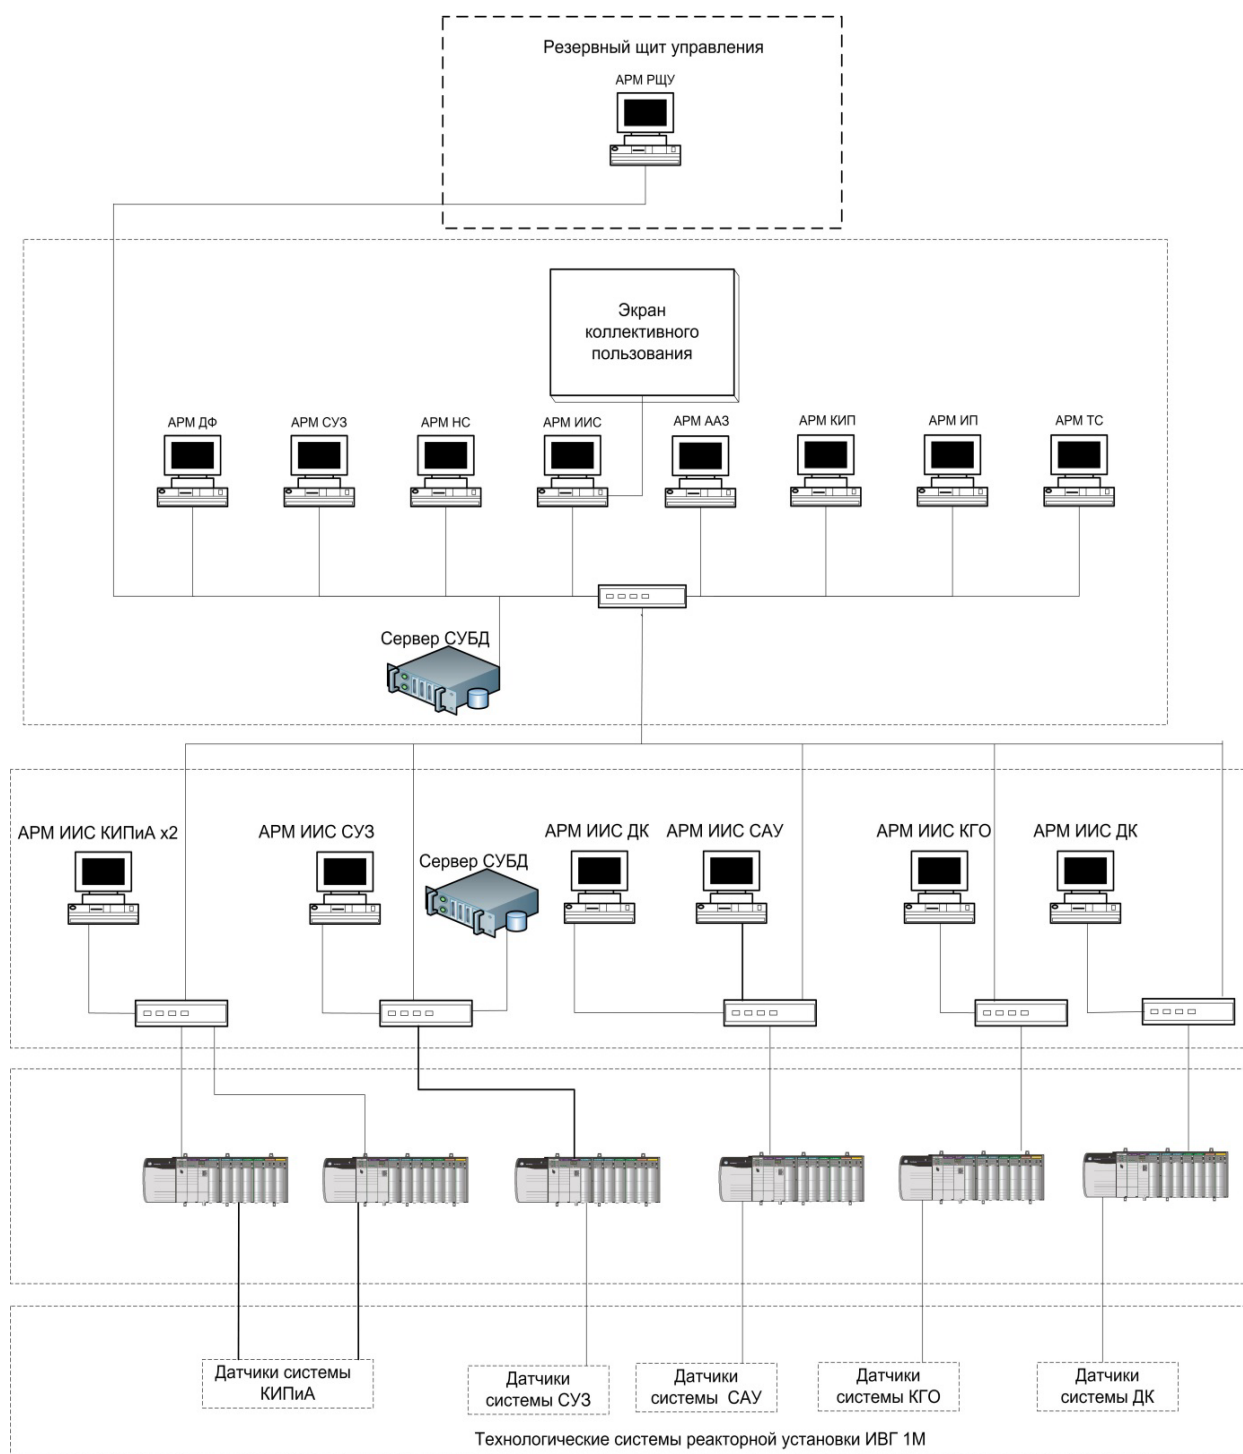 Резервный щит управления
АРМ РЩУ
Экран
коллективного
пользования
АРМ ДФ
АРМ СУЗ
АРМ НС
АРМ ИИС
АРМ ААЗ
АРМ КИП
АРМ ИП
АРМ ТС
Сервер СУБД
АРМ ИИС КИПиА х2
АРМ ИИС СУЗ
Сервер СУБД
АРМ ИИС ДК
АРМ ИИС САУ
АРМ ИИС КГО
АРМ ИИС ДК
Датчики системы
КИПиА
Датчики
системы СУЗ
Датчики
системы САУ
Датчики
системы КГО
Датчики
системы ДК
Технологические системы реакторной установки ИВГ 1М